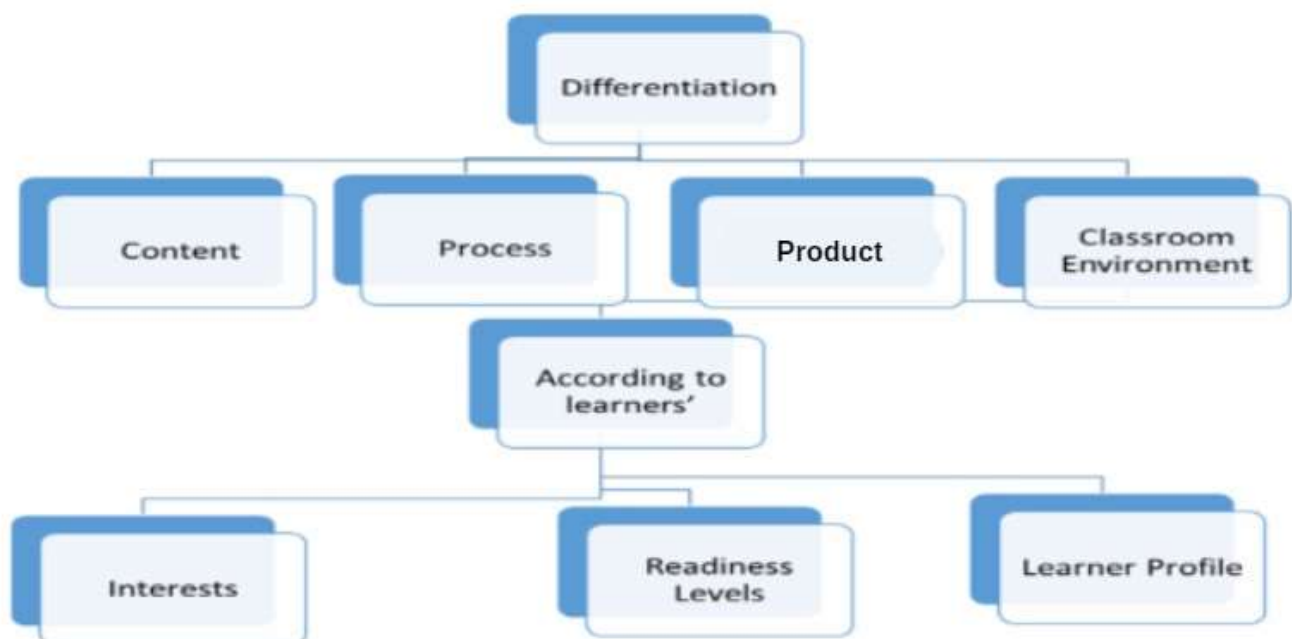 Differentiation
Content
Process
Product
Classroom
Environment
According to
learners’
Interests
Readiness
Levels
Learner Profile